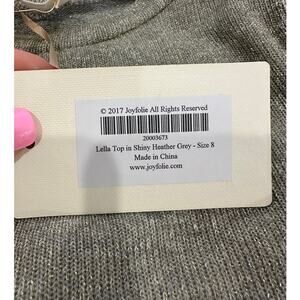 © 2017 Joyfolie All Rights Reserved
20003673
Lella Top in Shiny Heather Grey - Size 8
Made in China
www.joyfolie.com